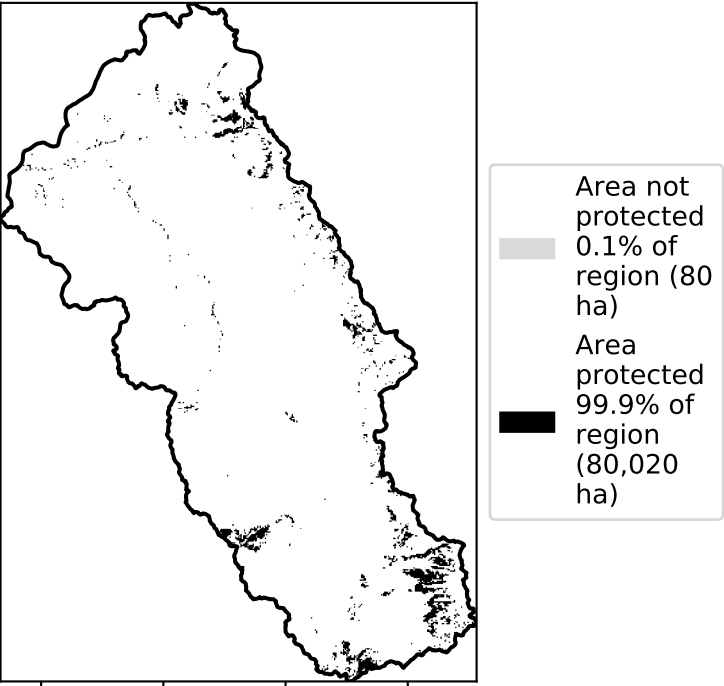 Area not
protected
0.1% of
region (80
ha)
Area
protected
99.9% of
region
(80,020
ha)